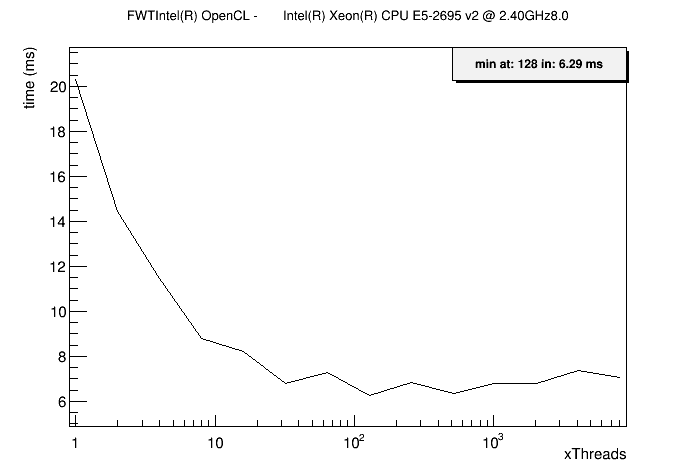 FWTIntel(R) OpenCL - Intel(R) Xeon(R) CPU E5-2695 v2 @ 2.40GHz8.0
time (ms)
min at: 128 in: 6.29 ms
20
18
16
14
12
10
8
6
1 10 10² 10³
xThreads